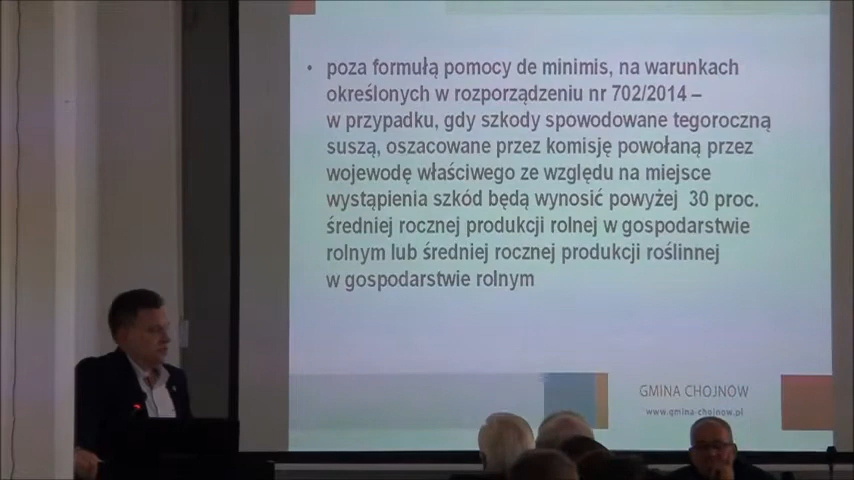 • poza formułą pomocy de minimis, na warunkach
określonych w rozporządzeniu nr 702/2014 –
w przypadku, gdy szkody spowodowane tegoroczną
suszą, oszacowane przez komisję powołaną przez
wojewodę właściwego ze względu na miejsce
wystąpienia szkód będą wynosić powyżej 30 proc.
średniej rocznej produkcji rolnej w gospodarstwie
rolnym lub średniej rocznej produkcji roślinnej
w gospodarstwie rolnym
GMINA CHOJNOW
www.gmina-chojnow.pl